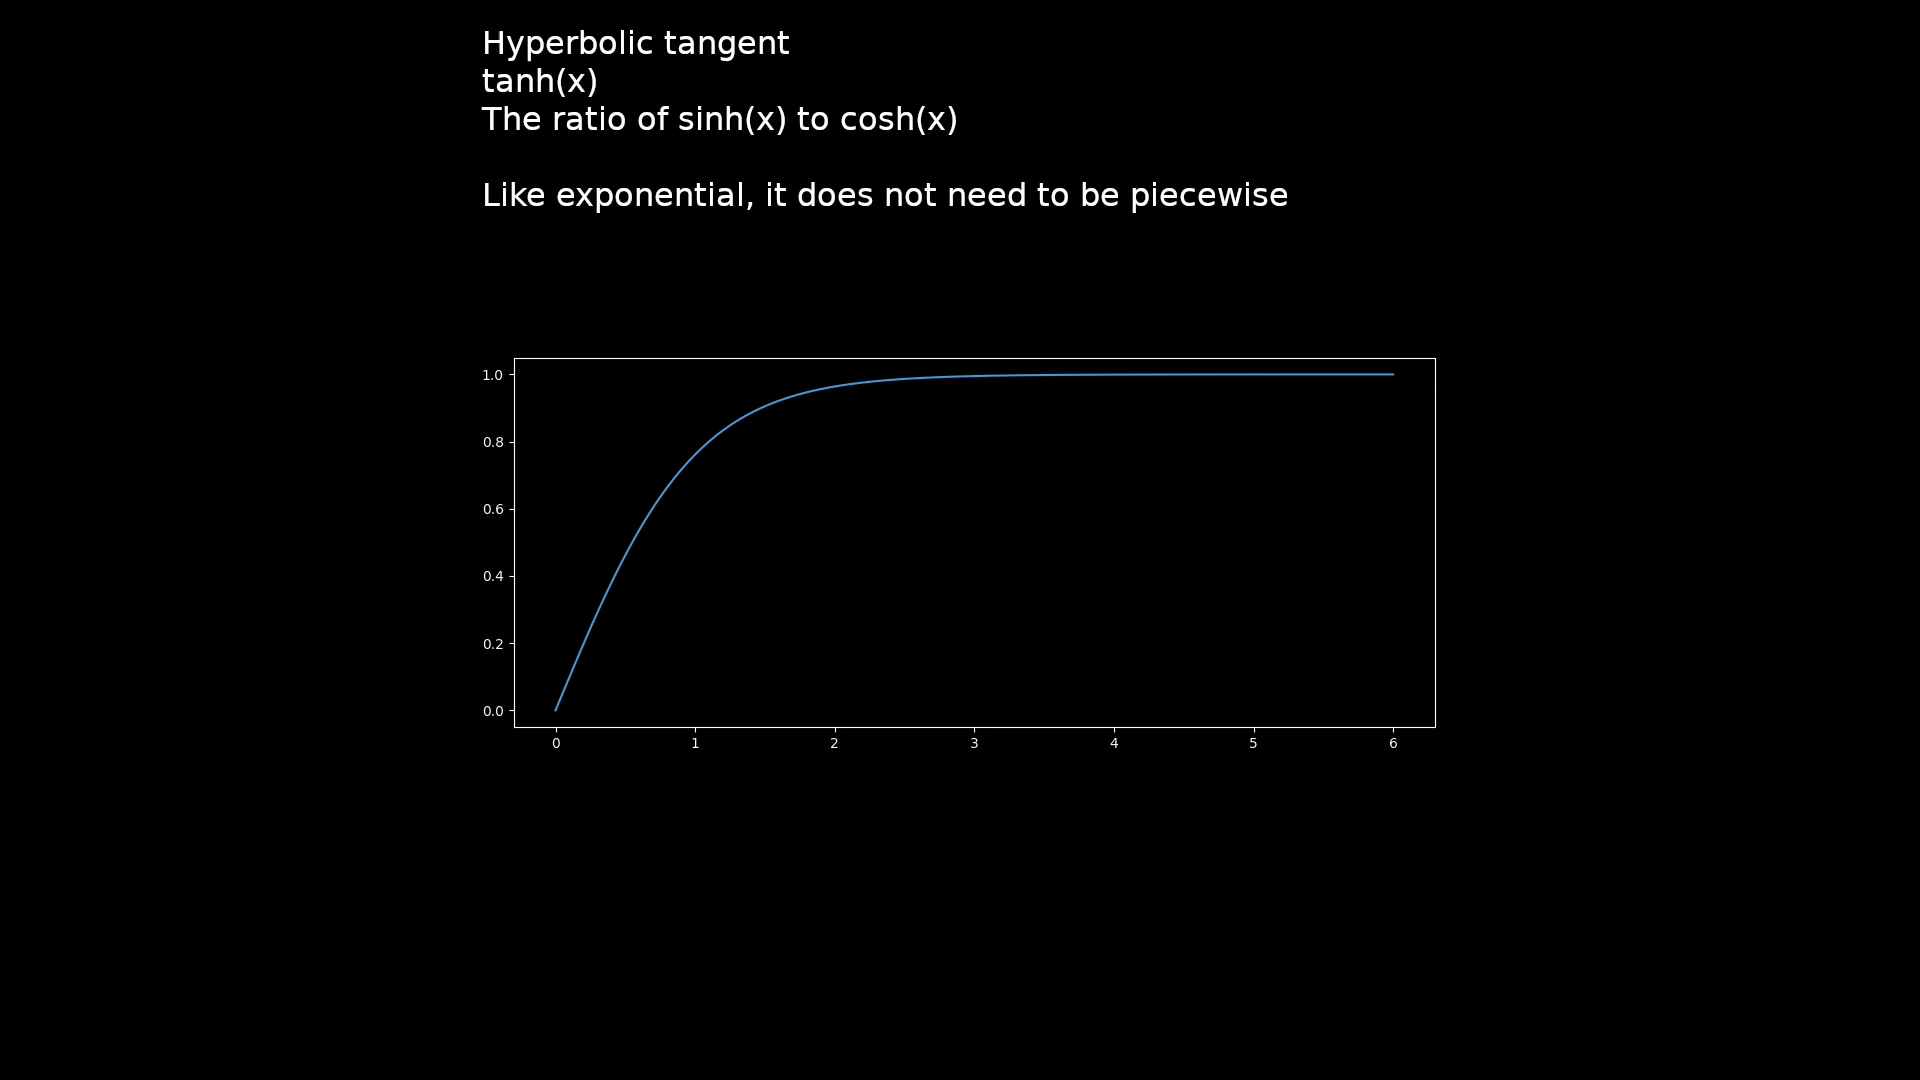 Hyperbolic tangent
tanh(x)
The ratio of sinh(x) to cosh(x)
Like exponential, it does not need to be piecewise
1.0
0.8
0.6
0.4
0.2
0.0
0 1 2 3 4 5 6